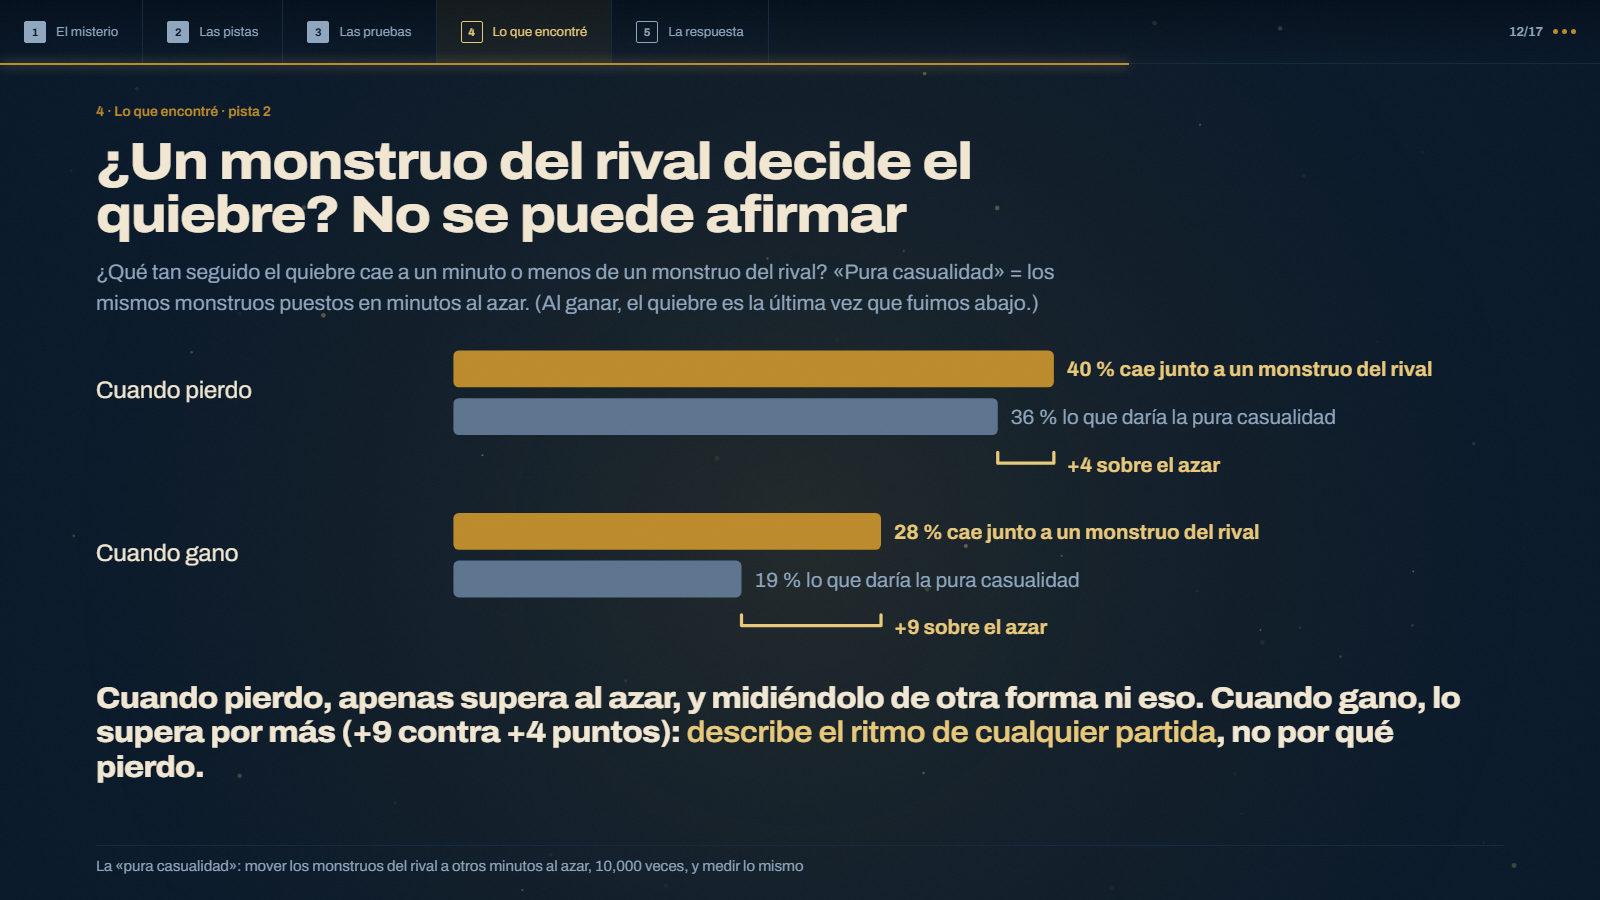 1 El misterio
2 Las pistas
3 Las pruebas
4 Lo que encontré
5 La respuesta
12/17
4 · Lo que encontré · pista 2
¿Un monstruo del rival decide el
quiebre? No se puede afirmar
¿Qué tan seguido el quiebre cae a un minuto o menos de un monstruo del rival? «Pura casualidad» = los
mismos monstruos puestos en minutos al azar. (Al ganar, el quiebre es la última vez que fuimos abajo.)
Cuando pierdo
40 % cae junto a un monstruo del rival
36 % lo que daría la pura casualidad
+4 sobre el azar
Cuando gano
28 % cae junto a un monstruo del rival
19 % lo que daría la pura casualidad
+9 sobre el azar
Cuando pierdo, apenas supera al azar, y midiéndolo de otra forma ni eso. Cuando gano, lo
supera por más (+9 contra +4 puntos): describe el ritmo de cualquier partida, no por qué
pierdo.
La «pura casualidad»: mover los monstruos del rival a otros minutos al azar, 10,000 veces, y medir lo mismo